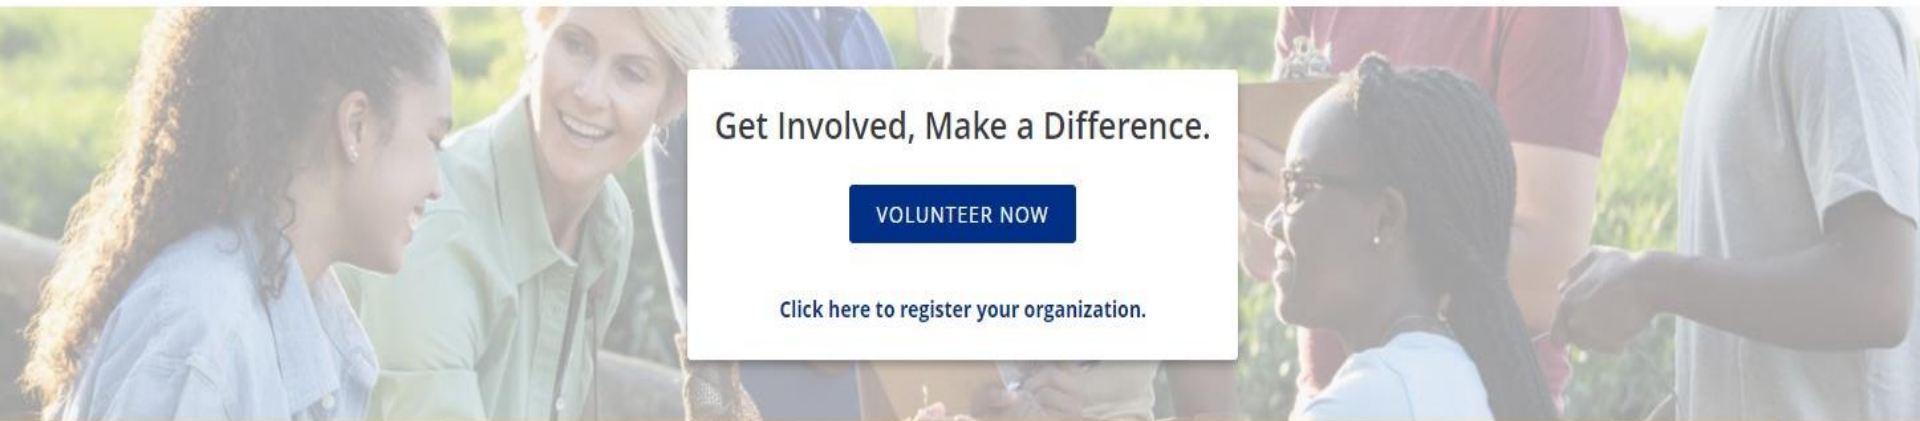 Get Involved, Make a Difference.
VOLUNTEER NOW
Click here to register your organization.